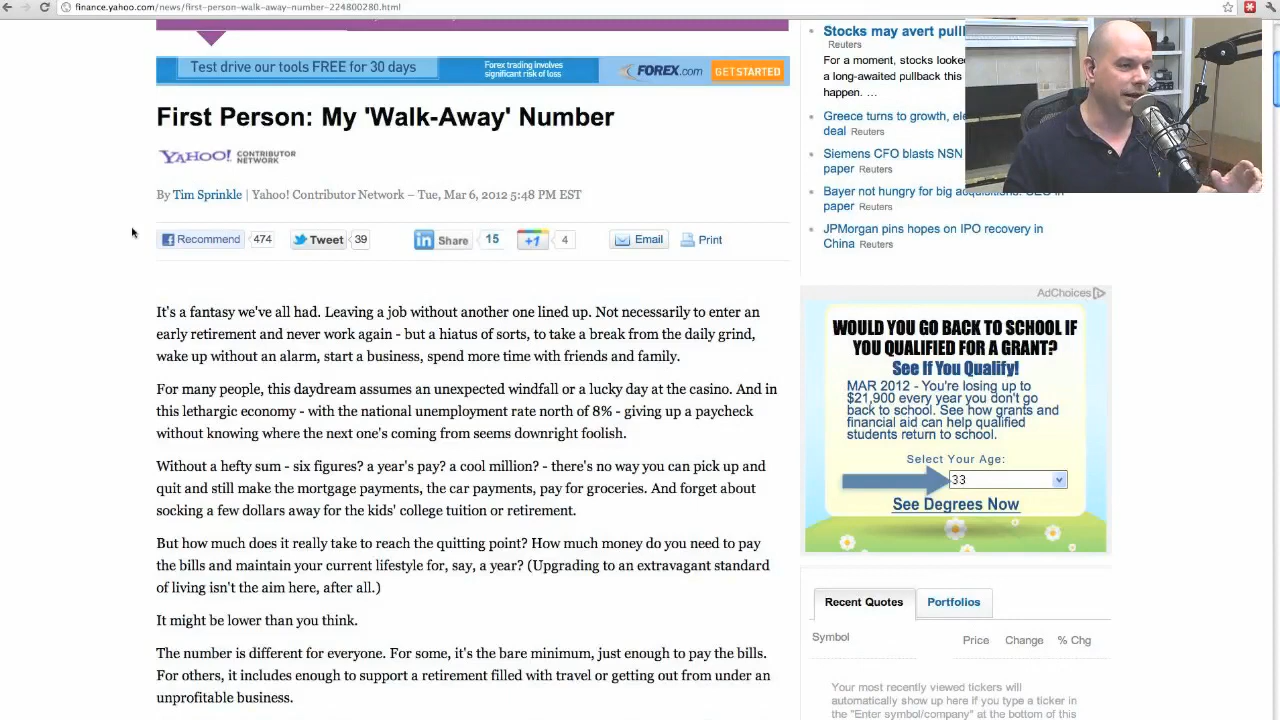 finance.yahoo.com/news/first-person-walk-away-number-224800280.html
Test drive our tools FREE for 30 days
Forex trading involves
significant risk of loss
FOREX.com
GET STARTED
First Person: My 'Walk-Away' Number
YAHOO! CONTRIBUTOR
NETWORK
By Tim Sprinkle | Yahoo! Contributor Network – Tue, Mar 6, 2012 5:48 PM EST
Recommend 474 Tweet 39 Share 15 +1 4 Email Print
It's a fantasy we've all had. Leaving a job without another one lined up. Not necessarily to enter an
early retirement and never work again - but a hiatus of sorts, to take a break from the daily grind,
wake up without an alarm, start a business, spend more time with friends and family.
For many people, this daydream assumes an unexpected windfall or a lucky day at the casino. And in
this lethargic economy - with the national unemployment rate north of 8% - giving up a paycheck
without knowing where the next one's coming from seems downright foolish.
Without a hefty sum - six figures? a year's pay? a cool million? - there's no way you can pick up and
quit and still make the mortgage payments, the car payments, pay for groceries. And forget about
socking a few dollars away for the kids' college tuition or retirement.
But how much does it really take to reach the quitting point? How much money do you need to pay
the bills and maintain your current lifestyle for, say, a year? (Upgrading to an extravagant standard
of living isn't the aim here, after all.)
It might be lower than you think.
The number is different for everyone. For some, it's the bare minimum, just enough to pay the bills.
For others, it includes enough to support a retirement filled with travel or getting out from under an
unprofitable business.
Stocks may avert pull
Reuters
For a moment, stocks looke
a long-awaited pullback this
happen. ...
Greece turns to growth, el
deal Reuters
Siemens CFO blasts NSN
paper Reuters
Bayer not hungry for big acquisitions:
paper Reuters
JPMorgan pins hopes on IPO recovery in
China Reuters
AdChoices
WOULD YOU GO BACK TO SCHOOL IF
YOU QUALIFIED FOR A GRANT?
See If You Qualify!
MAR 2012 - You're losing up to
$21,900 every year you don't go
back to school. See how grants and
financial aid can help qualified
students return to school.
Select Your Age:
33
See Degrees Now
Recent Quotes Portfolios
Symbol Price Change % Chg
Your most recently viewed tickers will
automatically show up here if you type a ticker in
the "Enter symbol/company" at the bottom of this